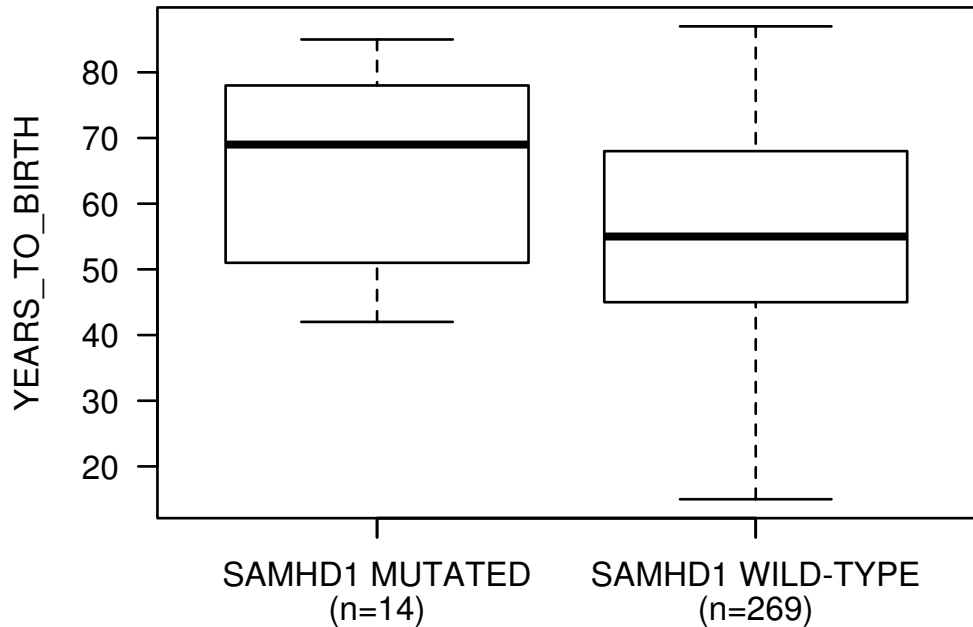 YEARS_TO_BIRTH
80
70
60
50
40
30
20
SAMHD1 MUTATED
(n=14)
SAMHD1 WILD-TYPE
(n=269)